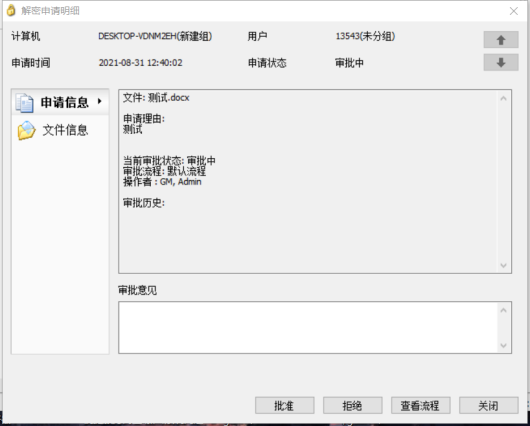 解密申请明细
计算机 DESKTOP-VDNM2EH(新建组) 用户 13543(未分组)
申请时间 2021-08-31 12:40:02 申请状态 审批中
申请信息
文件信息
文件: 测试.docx
申请理由:
测试
当前审批状态: 审批中
审批流程: 默认流程
操作者 : GM, Admin
审批历史:
审批意见
批准 拒绝 查看流程 关闭